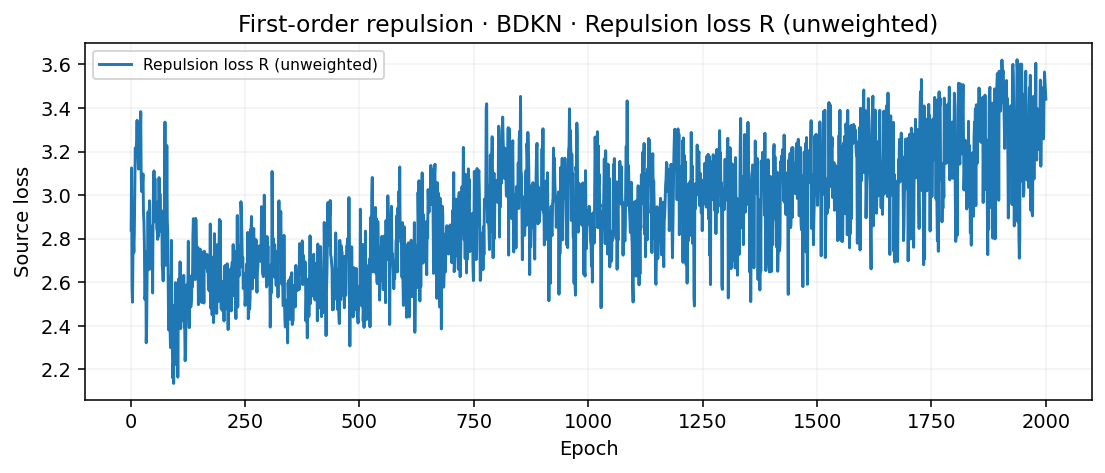 First-order repulsion · BDKN · Repulsion loss R (unweighted)
Repulsion loss R (unweighted)
Source loss
3.6
3.4
3.2
3.0
2.8
2.6
2.4
2.2
0 250 500 750 1000 1250 1500 1750 2000
Epoch